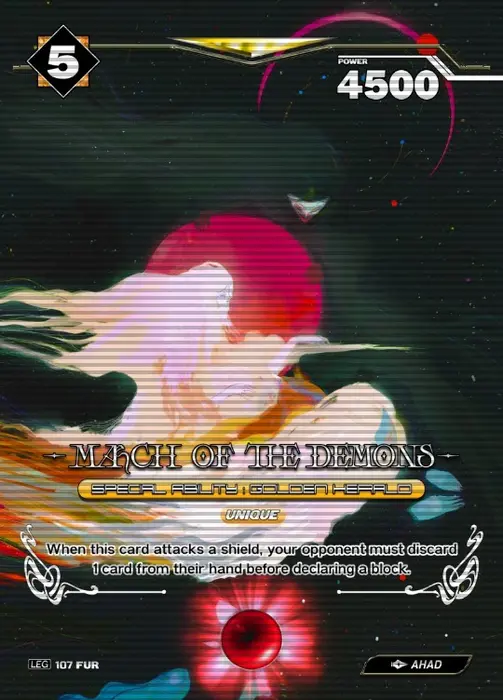 5
POWER
4500
MARCH OF THE DEMONS
SPECIAL ABILITY : GOLDEN HERALD
UNIQUE
When this card attacks a shield, your opponent must discard
1 card from their hand before declaring a block.
LEG 107 FUR
AHAD